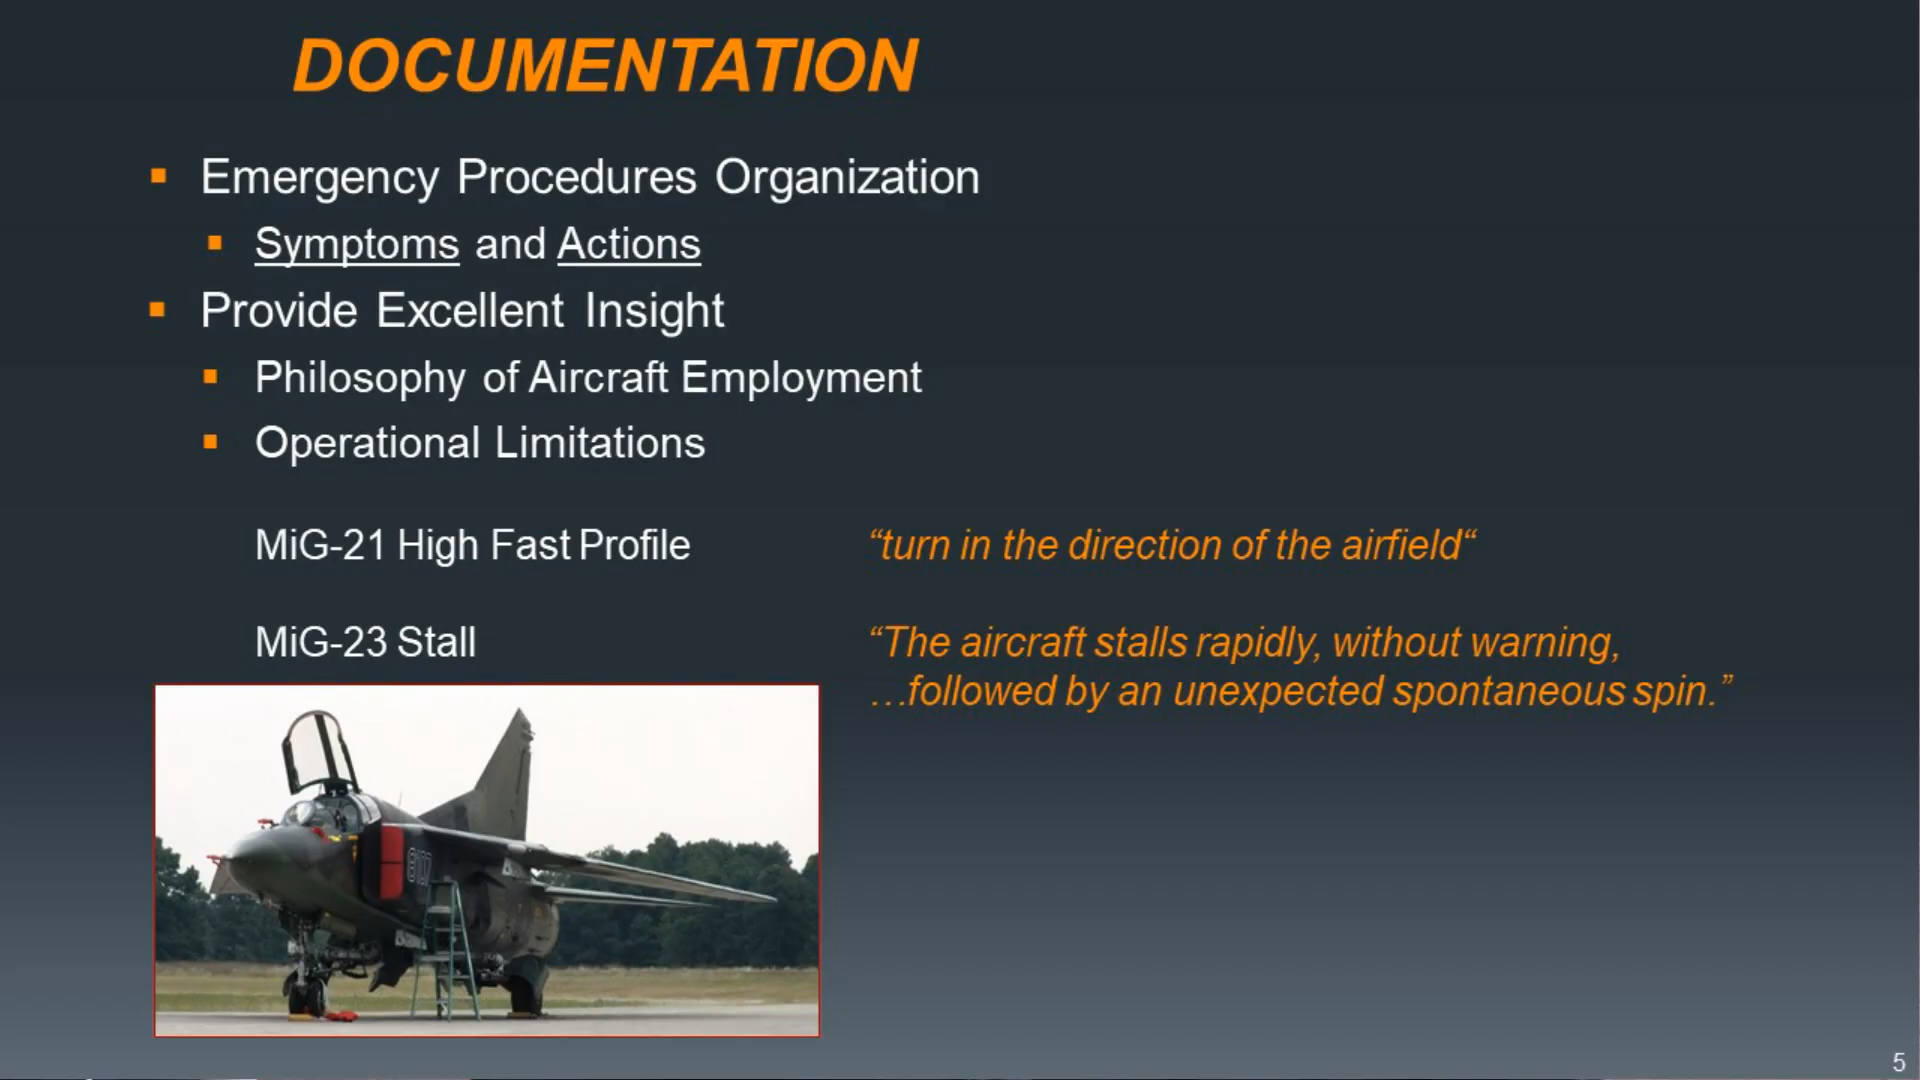 DOCUMENTATION
Emergency Procedures Organization
Symptoms and Actions
Provide Excellent Insight
Philosophy of Aircraft Employment
Operational Limitations
MiG-21 High Fast Profile “turn in the direction of the airfield“
MiG-23 Stall “The aircraft stalls rapidly, without warning,
…followed by an unexpected spontaneous spin.”
5